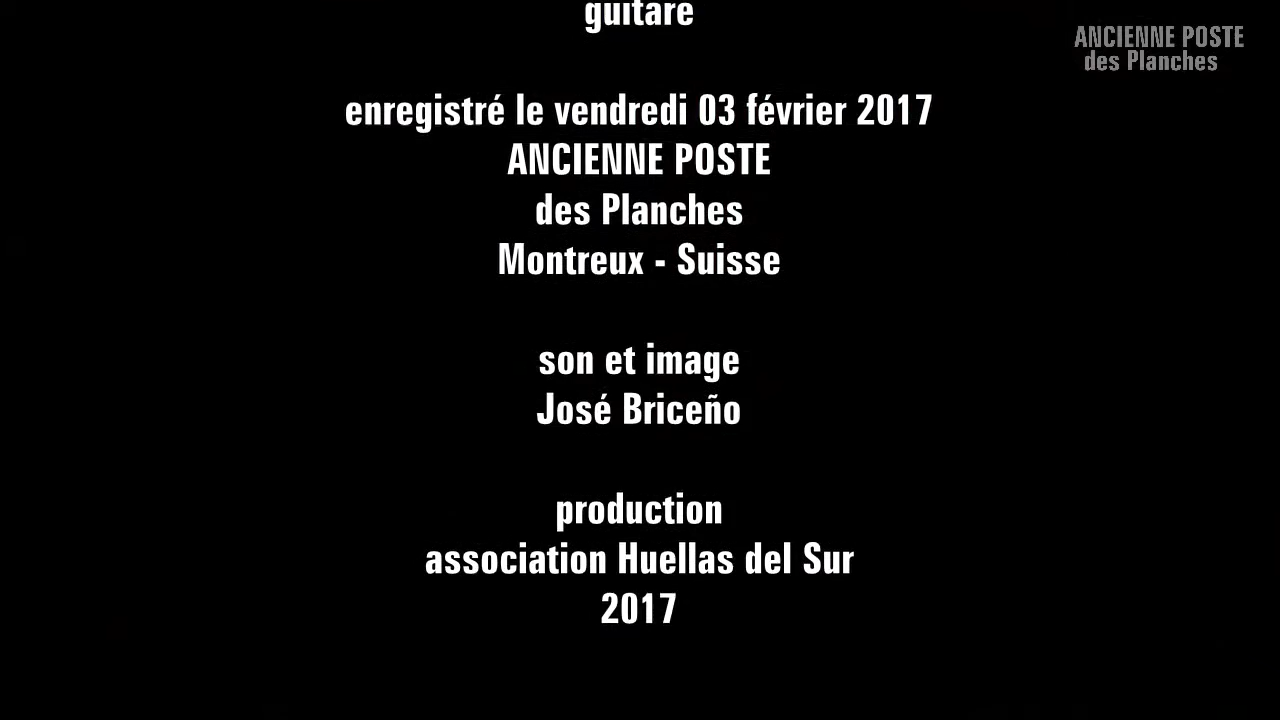 guitare
ANCIENNE POSTE
des Planches
enregistré le vendredi 03 février 2017
ANCIENNE POSTE
des Planches
Montreux - Suisse
son et image
José Briceño
production
association Huellas del Sur
2017